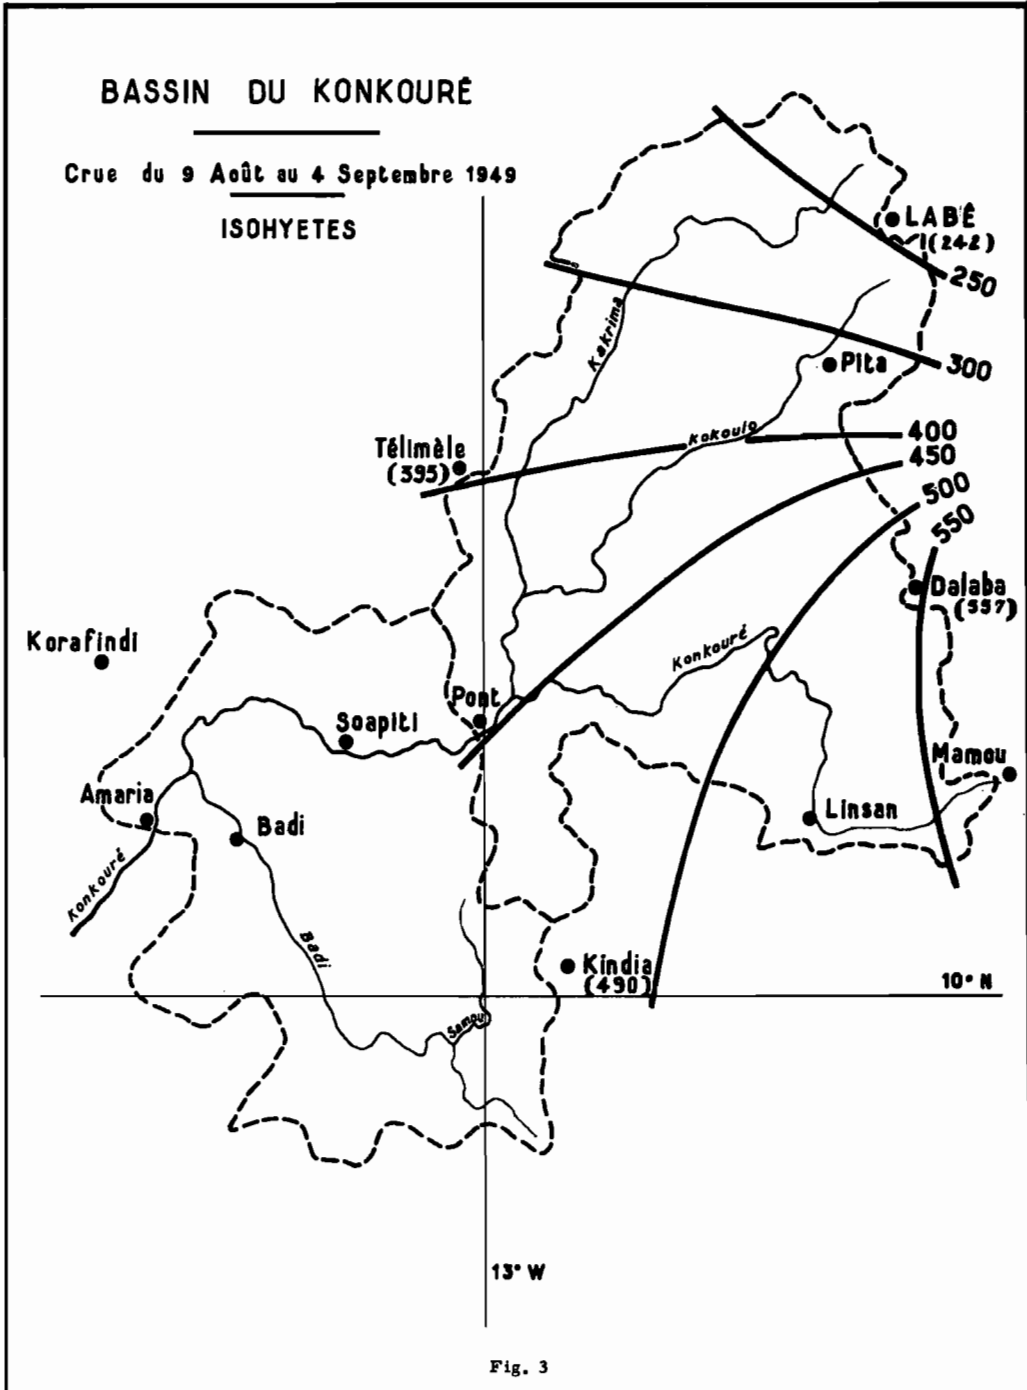 BASSIN DU KONKOURÉ
Crue du 9 Août au 4 Septembre 1949
ISOHYETES
LABÉ
(242)
250
Kakrima
300
Pita
400
Kokoulo
450
Télimèle
(395)
500
550
Dalaba
(557)
Korafindi
Konkouré
Pont
Soapiti
Mamou
Amaria
Badi
Linsan
Konkouré
Badi
Kindia
(490)
10° N
Samou
13° W
Fig. 3